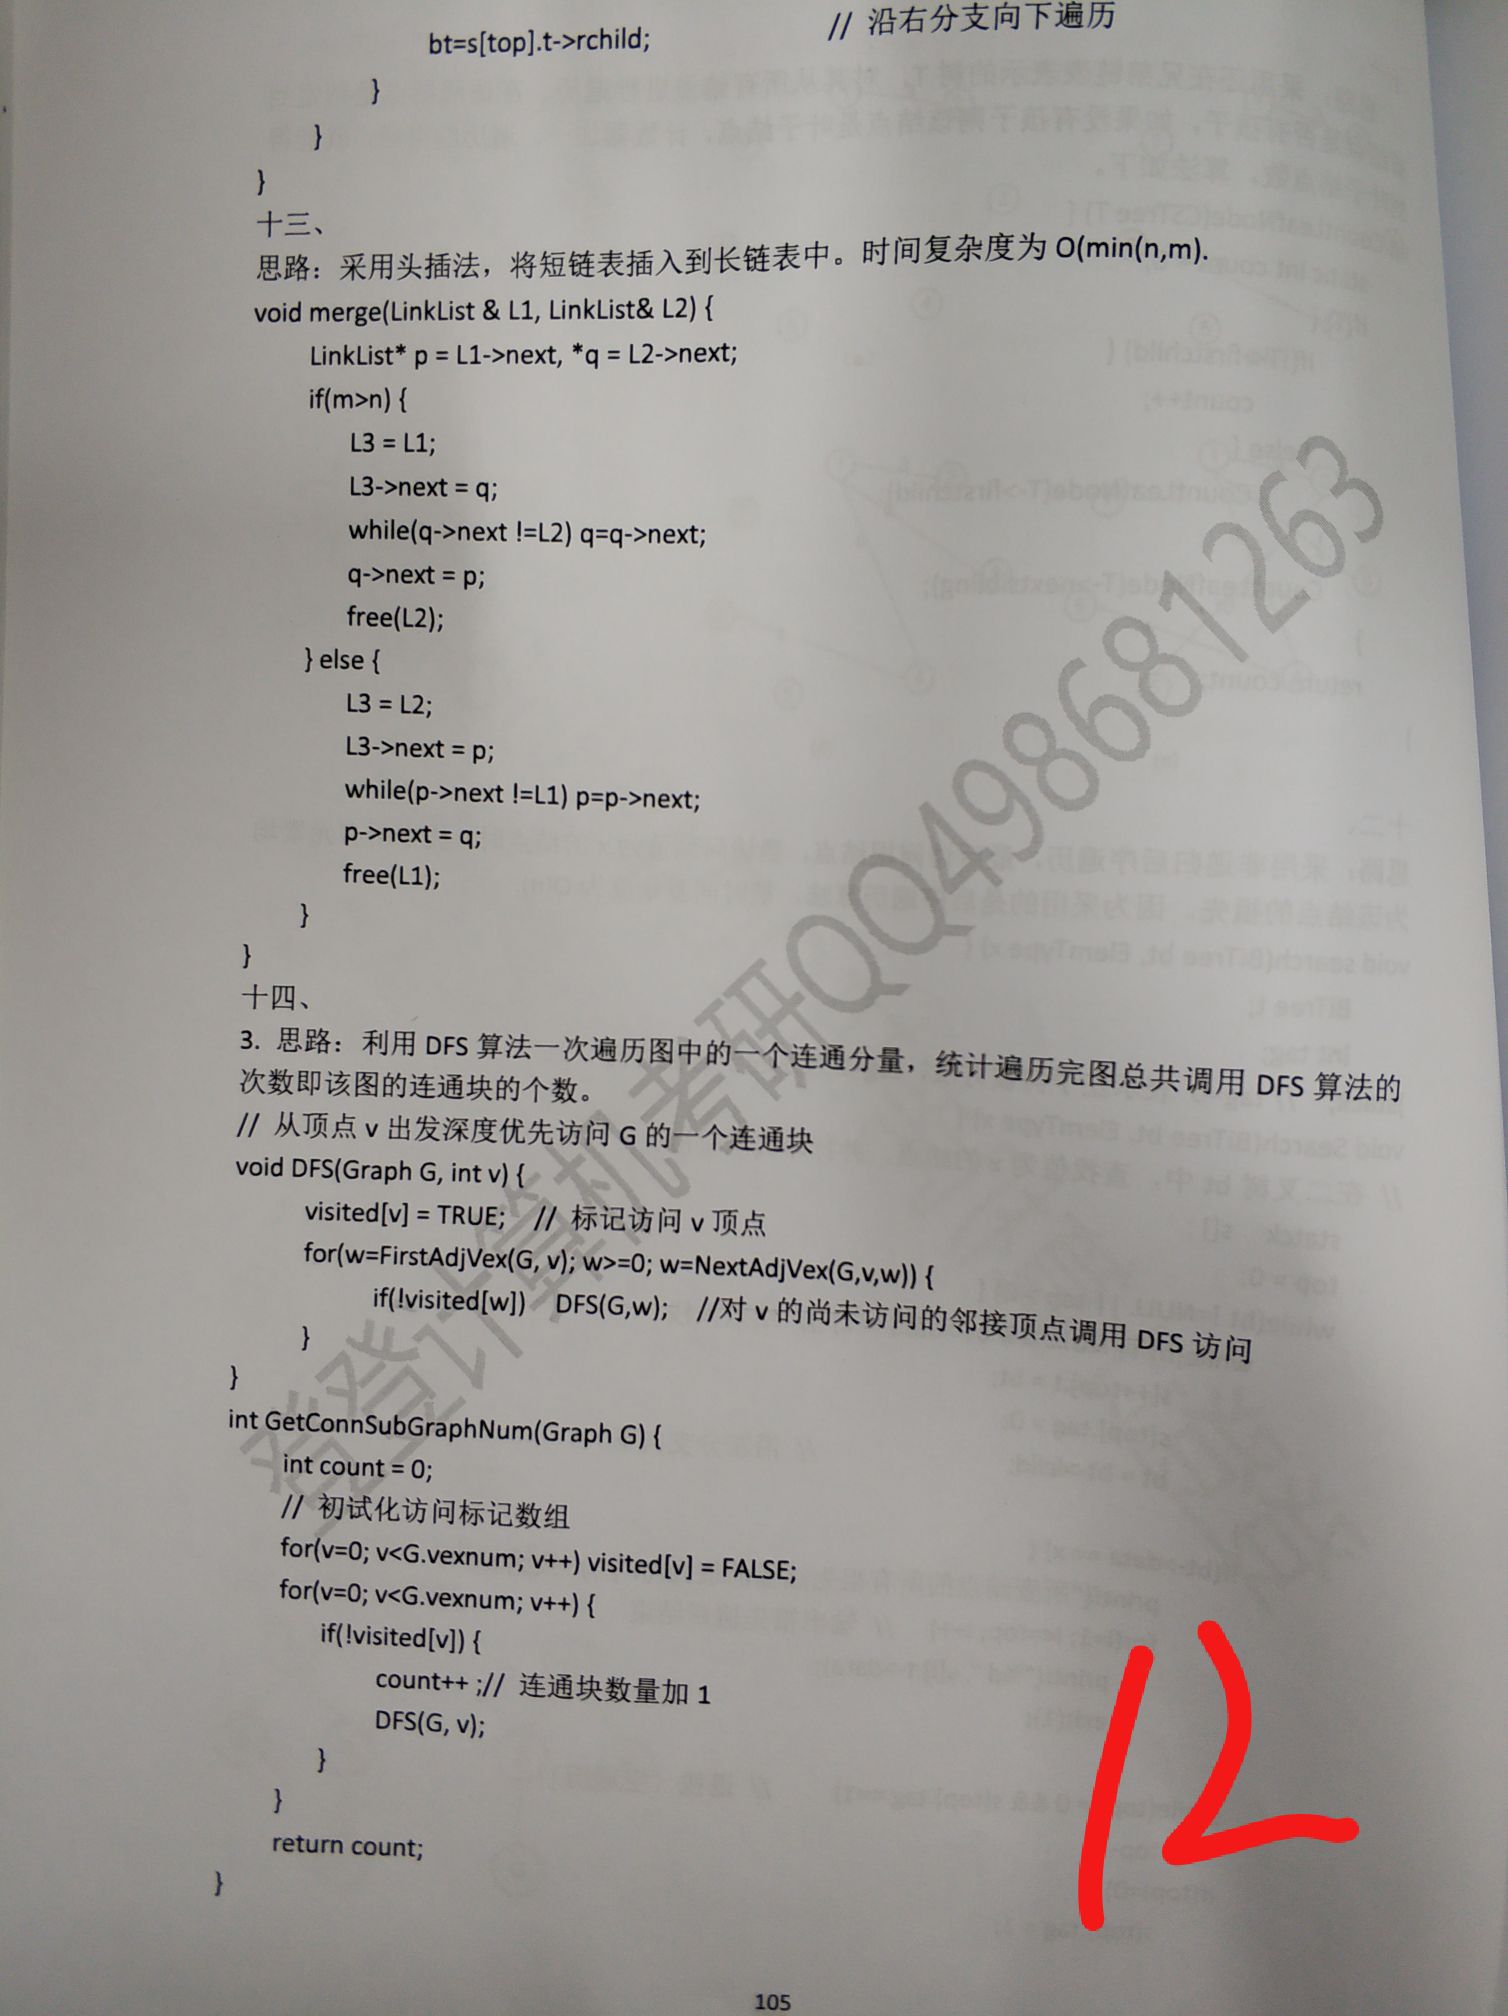 bt=s[top].t->rchild; // 沿右分支向下遍历
}
}
}
十三、
思路：采用头插法，将短链表插入到长链表中。时间复杂度为 O(min(n,m).
void merge(LinkList & L1, LinkList& L2) {
LinkList* p = L1->next, *q = L2->next;
if(m>n) {
L3 = L1;
L3->next = q;
while(q->next !=L2) q=q->next;
q->next = p;
free(L2);
} else {
L3 = L2;
L3->next = p;
while(p->next !=L1) p=p->next;
p->next = q;
free(L1);
}
}
十四、
3. 思路：利用 DFS 算法一次遍历图中的一个连通分量，统计遍历完图总共调用 DFS 算法的
次数即该图的连通块的个数。
// 从顶点 v 出发深度优先访问 G 的一个连通块
void DFS(Graph G, int v) {
visited[v] = TRUE; // 标记访问 v 顶点
for(w=FirstAdjVex(G, v); w>=0; w=NextAdjVex(G,v,w)) {
if(!visited[w]) DFS(G,w); //对 v 的尚未访问的邻接顶点调用 DFS 访问
}
}
int GetConnSubGraphNum(Graph G) {
int count = 0;
// 初试化访问标记数组
for(v=0; v<G.vexnum; v++) visited[v] = FALSE;
for(v=0; v<G.vexnum; v++) {
if(!visited[v]) {
count++ ;// 连通块数量加 1
DFS(G, v);
}
}
return count;
}
12
105
登计算机考研QQ498681263